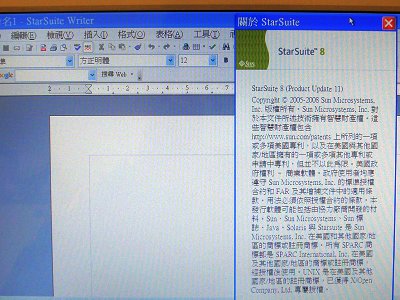 名1 - StarSuite Writer
編輯(E) 檢視(V) 插入(I) 格式(O) 表格(A) 工具(T)
方正明體 12 B
Google 搜尋 Web
關於 StarSuite
StarSuite™ 8
Sun
StarSuite 8 (Product Update 11)
Copyright © 2005-2008 Sun Microsystems,
Inc. 版權所有。Sun Microsystems, Inc. 對
於本文件所述技術擁有智慧財產權。這
些智慧財產權包含
http://www.sun.com/patents 上所列的一項
或多項美國專利，以及在美國與其他國
家/地區擁有的一項或多項其他專利或
申請中專利，但並不以此為限。美國政
府權利 - 商業軟體。政府使用者均應
遵守 Sun Microsystems, Inc. 的標準授權
合約和 FAR 及其增補文件中的適用條
款。用法必須依照授權合約的條款。本
發行軟體可能包括由協力廠商開發的材
料。Sun、Sun Microsystems、Sun 標
誌、Java、Solaris 與 StarSuite 是 Sun
Microsystems, Inc. 在美國和其他國家/地
區的商標或註冊商標。所有 SPARC 商
標都是 SPARC International, Inc. 在美國
及其他國家/地區的商標或註冊商標，
經授權後使用。UNIX 是在美國及其他
國家/地區的商標或註冊商標，已獲得 X/Open
Company, Ltd. 專屬授權。